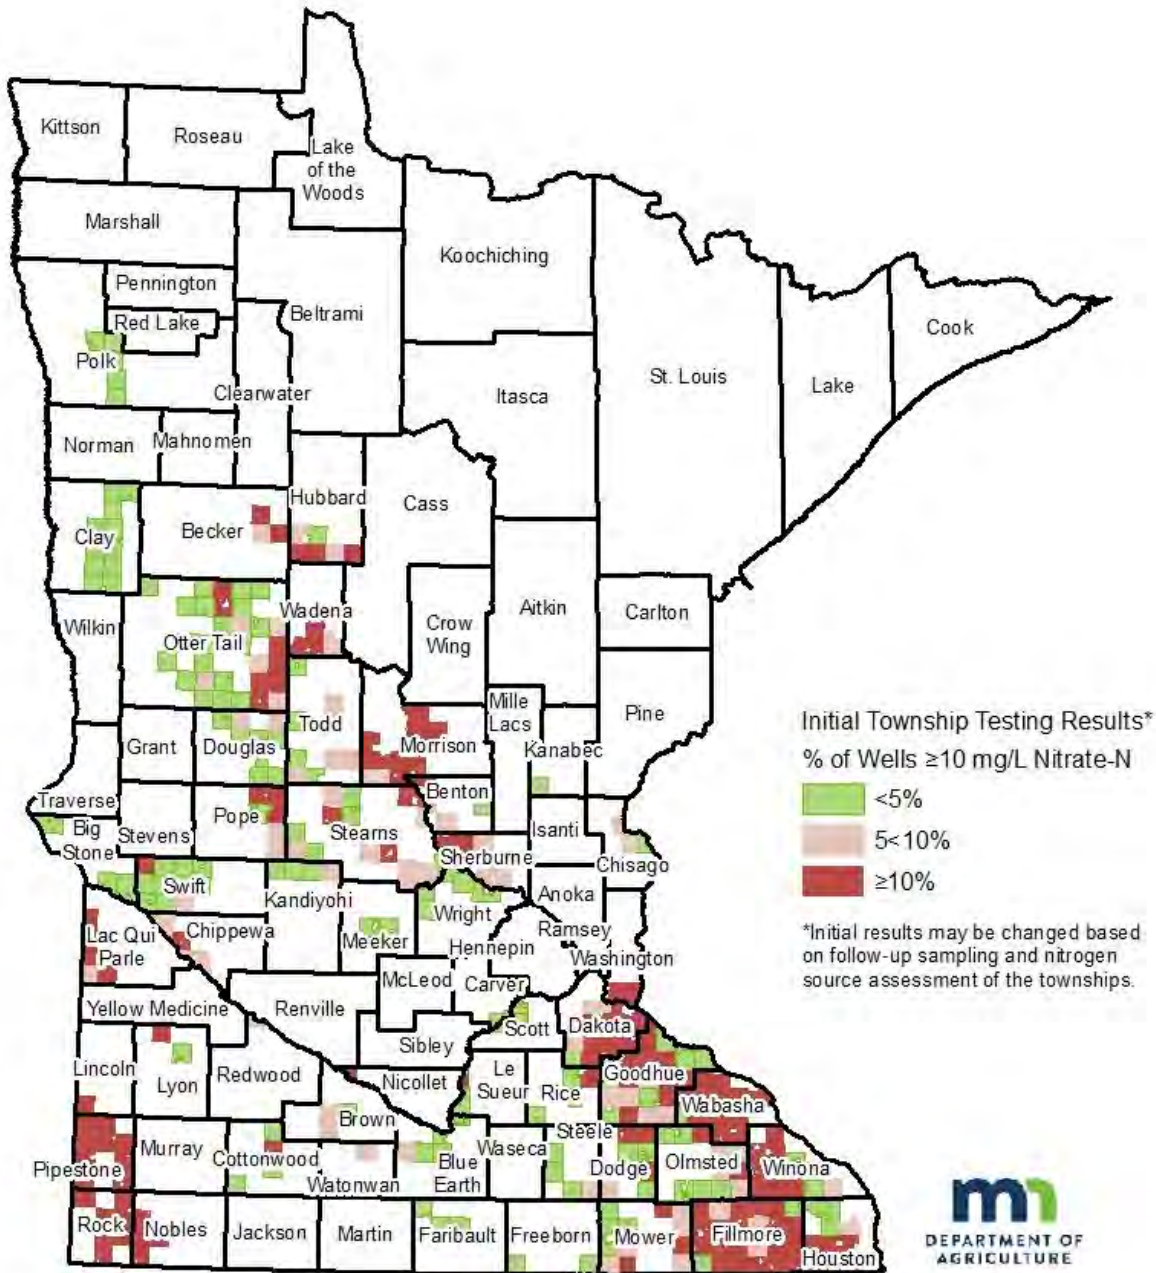 Kittson
Roseau
Lake
of the
Woods
Marshall
Koochiching
Pennington
Red Lake
Beltrami
Cook
Polk
St. Louis
Lake
Clearwater
Itasca
Norman
Mahnomen
Hubbard
Cass
Clay
Becker
Wadena
Aitkin
Carlton
Wilkin
Otter Tail
Crow
Wing
Mille
Lacs
Pine
Todd
Grant
Douglas
Morrison
Kanabec
Traverse
Benton
Big
Stone
Stevens
Pope
Stearns
Isanti
Sherburne
Chisago
Swift
Kandiyohi
Anoka
Wright
Lac Qui
Parle
Chippewa
Meeker
Hennepin
Ramsey
Washington
McLeod
Carver
Yellow Medicine
Renville
Scott
Dakota
Sibley
Lincoln
Lyon
Redwood
Nicollet
Le
Sueur
Rice
Goodhue
Wabasha
Brown
Steele
Pipestone
Murray
Cottonwood
Watonwan
Blue
Earth
Waseca
Dodge
Olmsted
Winona
Rock
Nobles
Jackson
Martin
Faribault
Freeborn
Mower
Fillmore
Houston
Initial Township Testing Results*
% of Wells ≥10 mg/L Nitrate-N
<5%
5<10%
≥10%
*Initial results may be changed based
on follow-up sampling and nitrogen
source assessment of the townships.
mn
DEPARTMENT OF
AGRICULTURE